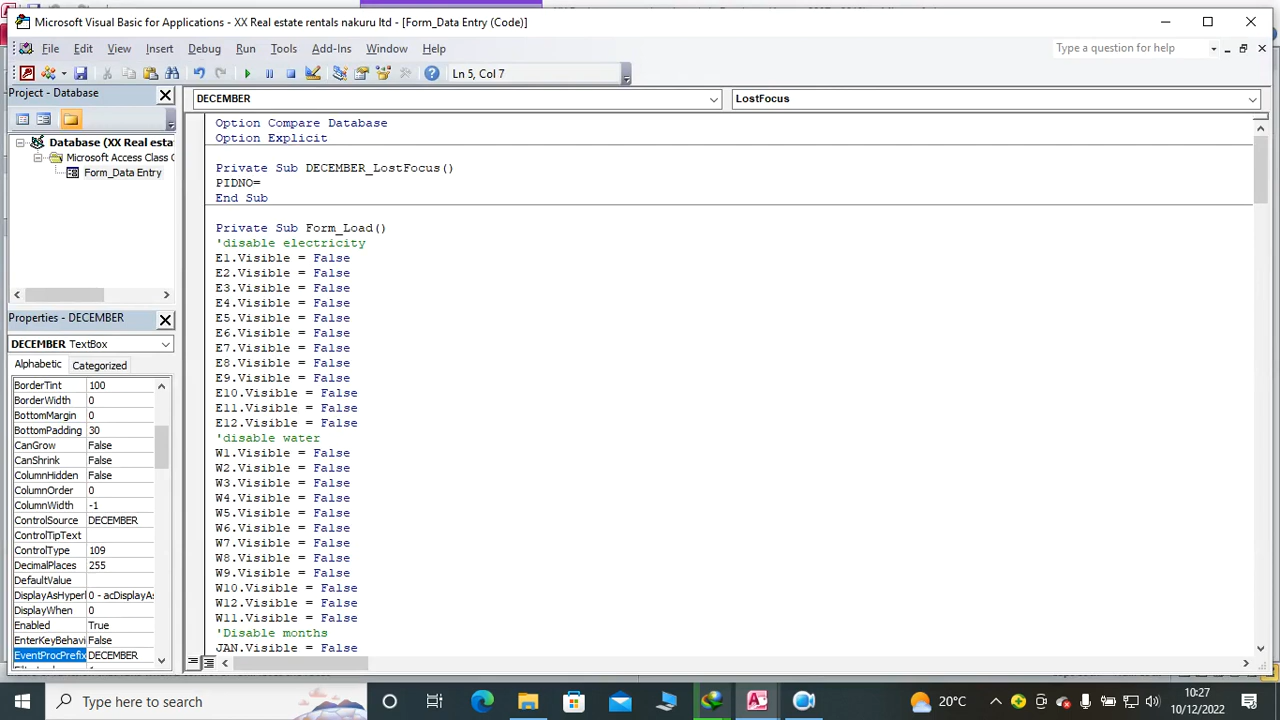 Microsoft Visual Basic for Applications - XX Real estate rentals nakuru ltd - [Form_Data Entry (Code)]
File Edit View Insert Format Debug Run Tools Add-Ins Window Help
Type a question for help
Ln 5, Col 7
Project - Database
DECEMBER
LostFocus
Database (XX Real esta
Microsoft Access Class O
Form_Data Entry
Option Compare Database
Option Explicit
Private Sub DECEMBER_LostFocus()
PIDNO=
End Sub
Private Sub Form_Load()
'disable electricity
E1.Visible = False
E2.Visible = False
E3.Visible = False
E4.Visible = False
E5.Visible = False
E6.Visible = False
E7.Visible = False
E8.Visible = False
E9.Visible = False
E10.Visible = False
E11.Visible = False
E12.Visible = False
'disable water
W1.Visible = False
W2.Visible = False
W3.Visible = False
W4.Visible = False
W5.Visible = False
W6.Visible = False
W7.Visible = False
W8.Visible = False
W9.Visible = False
W10.Visible = False
W12.Visible = False
W11.Visible = False
'Disable months
JAN.Visible = False
Properties - DECEMBER
DECEMBER TextBox
Alphabetic Categorized
BorderTint 100
BorderWidth 0
BottomMargin 0
BottomPadding 30
CanGrow False
CanShrink False
ColumnHidden False
ColumnOrder 0
ColumnWidth -1
ControlSource DECEMBER
ControlTipText
ControlType 109
DecimalPlaces 255
DefaultValue
DisplayAsHyperl 0 - acDisplayAs
DisplayWhen 0
Enabled True
EnterKeyBehavi False
EventProcPrefix DECEMBER
Type here to search
20°C
10:27
10/12/2022